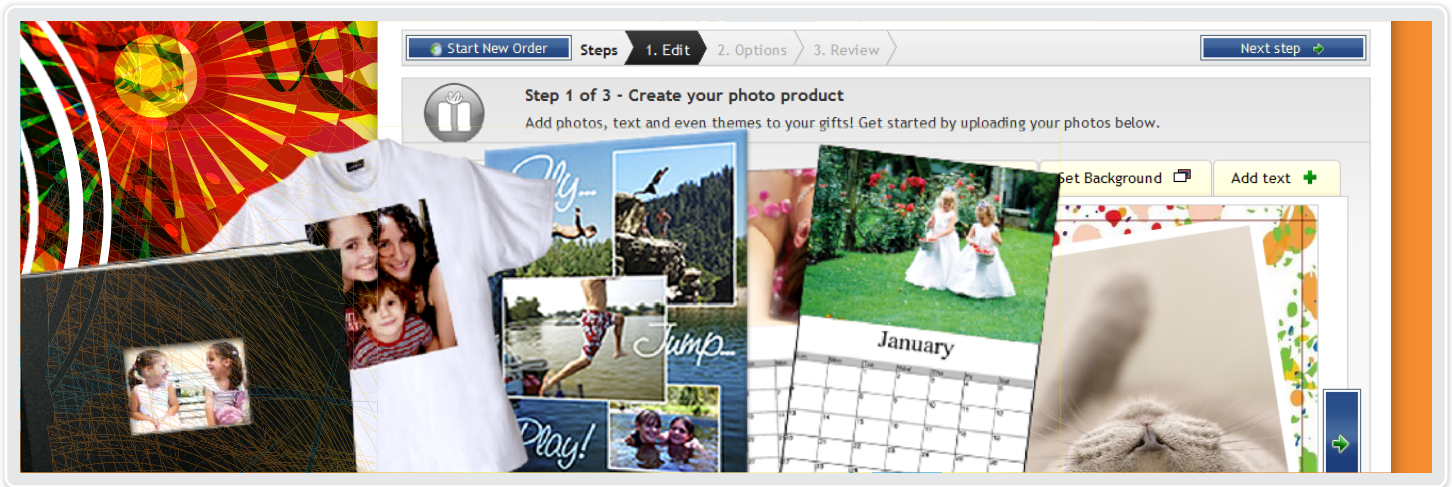 Start New Order
Steps
1. Edit
2. Options
3. Review
Next step
Step 1 of 3 - Create your photo product
Add photos, text and even themes to your gifts! Get started by uploading your photos below.
Set Background
Add text
Fly...
Jump...
Play!
January